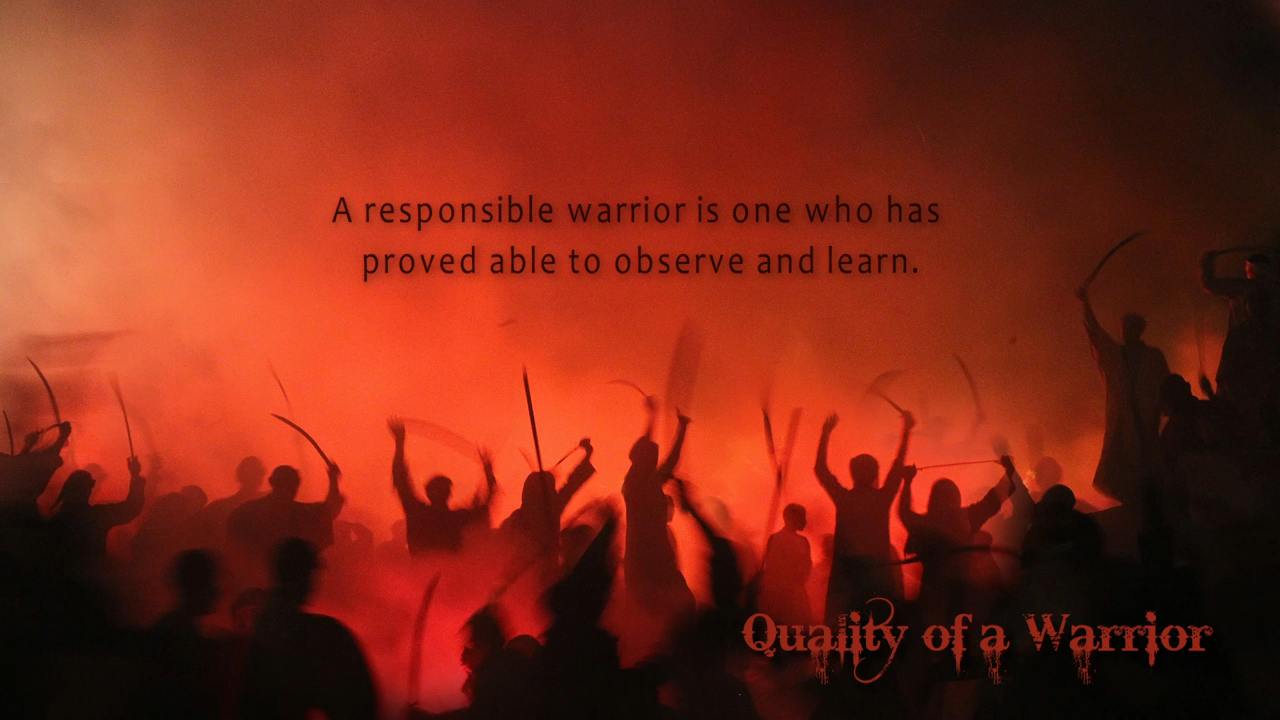 A responsible warrior is one who has
proved able to observe and learn.
Quality of a Warrior